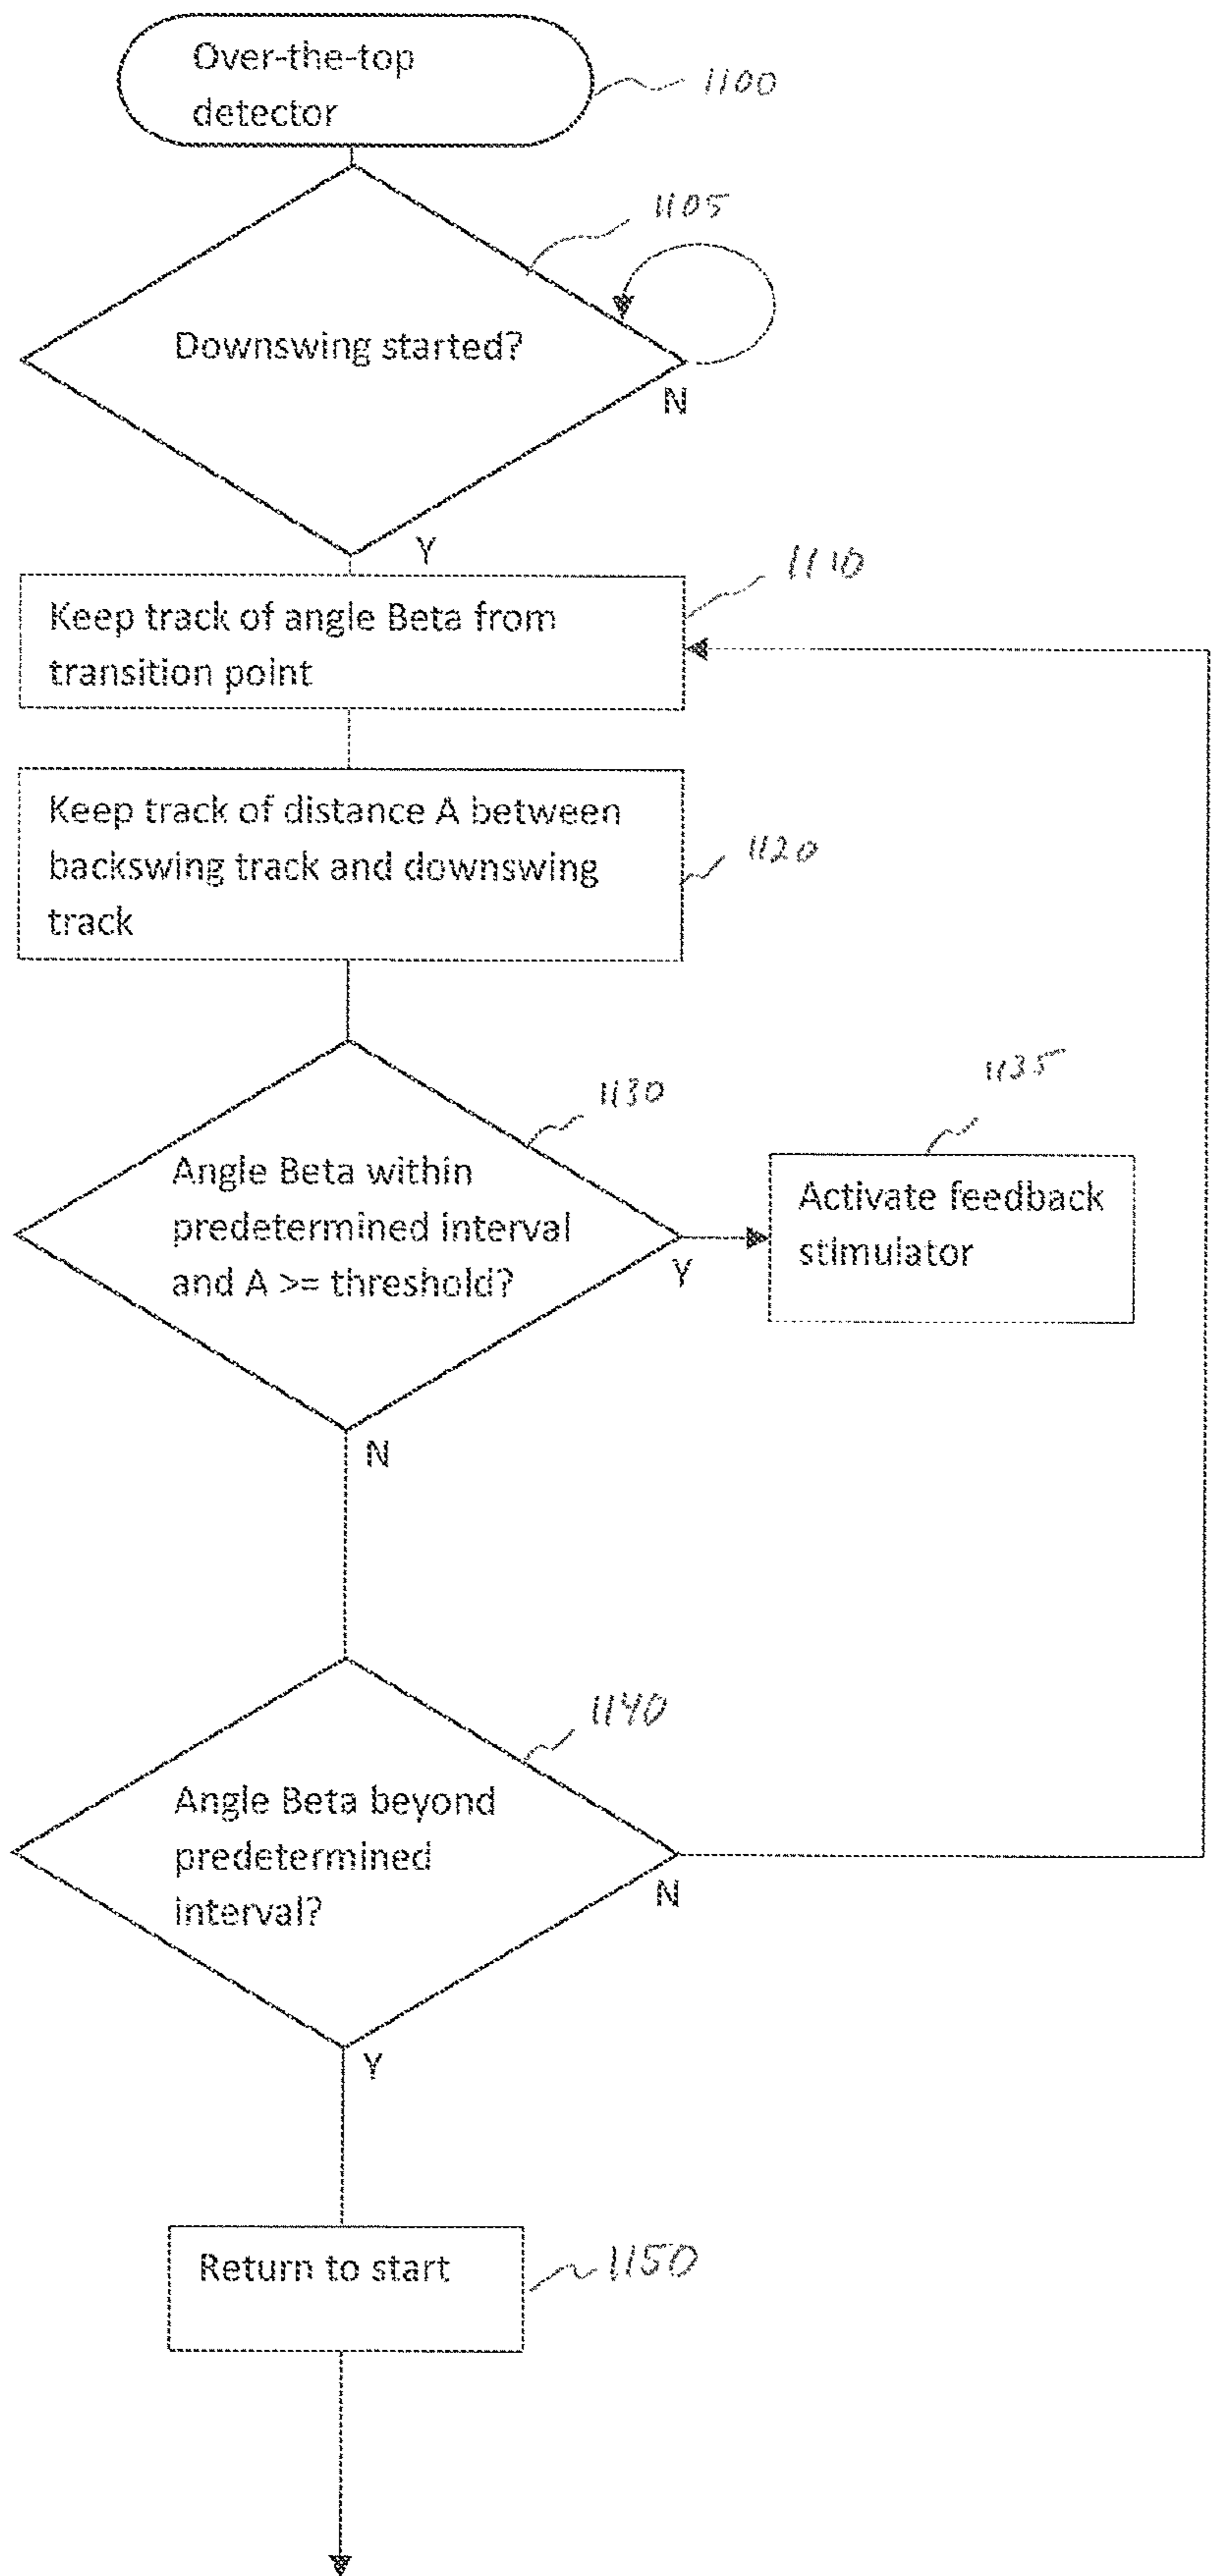 Over-the-top
detector
1100
1105
Downswing started?
N
Y
1110
Keep track of angle Beta from
transition point
Keep track of distance A between
backswing track and downswing
track
1120
1130
1135
Angle Beta within
predetermined interval
and A >= threshold?
Y
Activate feedback
stimulator
N
1140
Angle Beta beyond
predetermined
interval?
N
Y
Return to start
1150